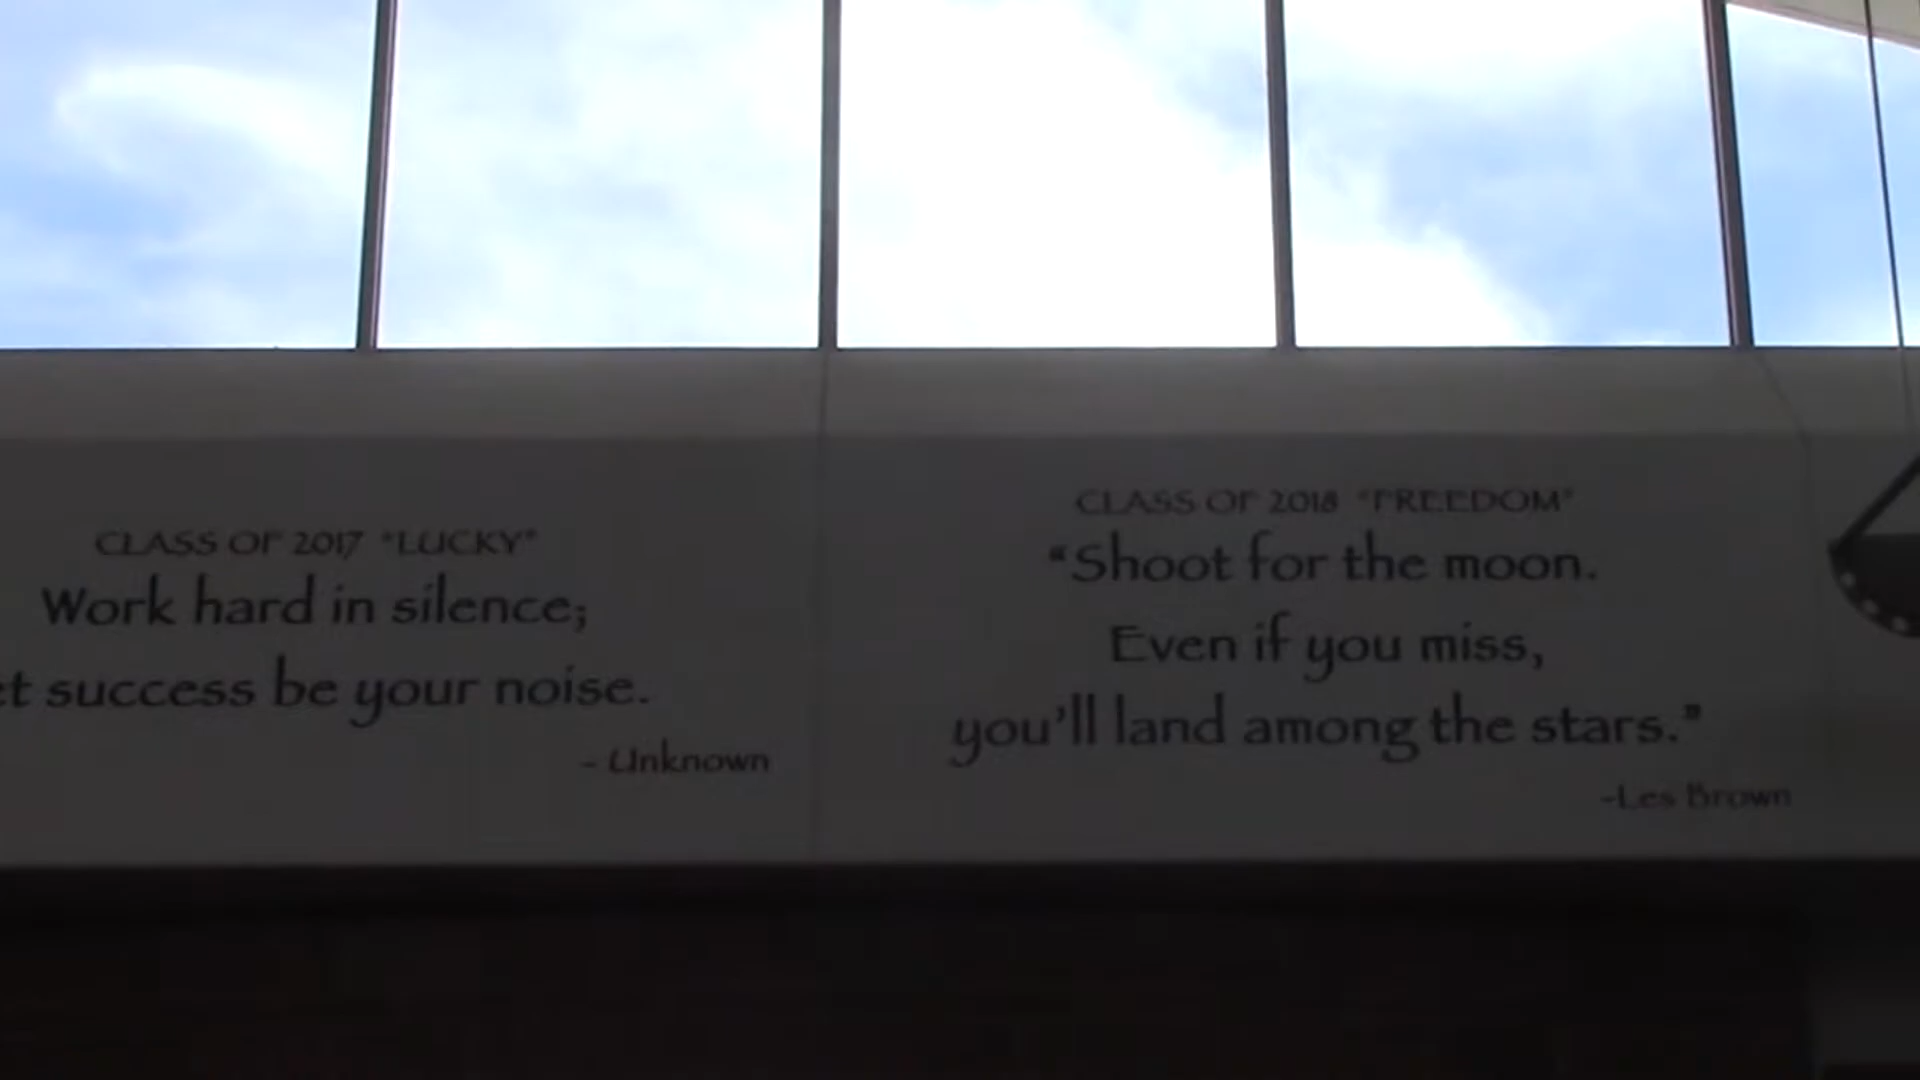 CLASS OF 2017 "LUCKY"
Work hard in silence;
et success be your noise.
- Unknown
CLASS OF 2018 "FREEDOM"
"Shoot for the moon.
Even if you miss,
you'll land among the stars."
-Les Brown